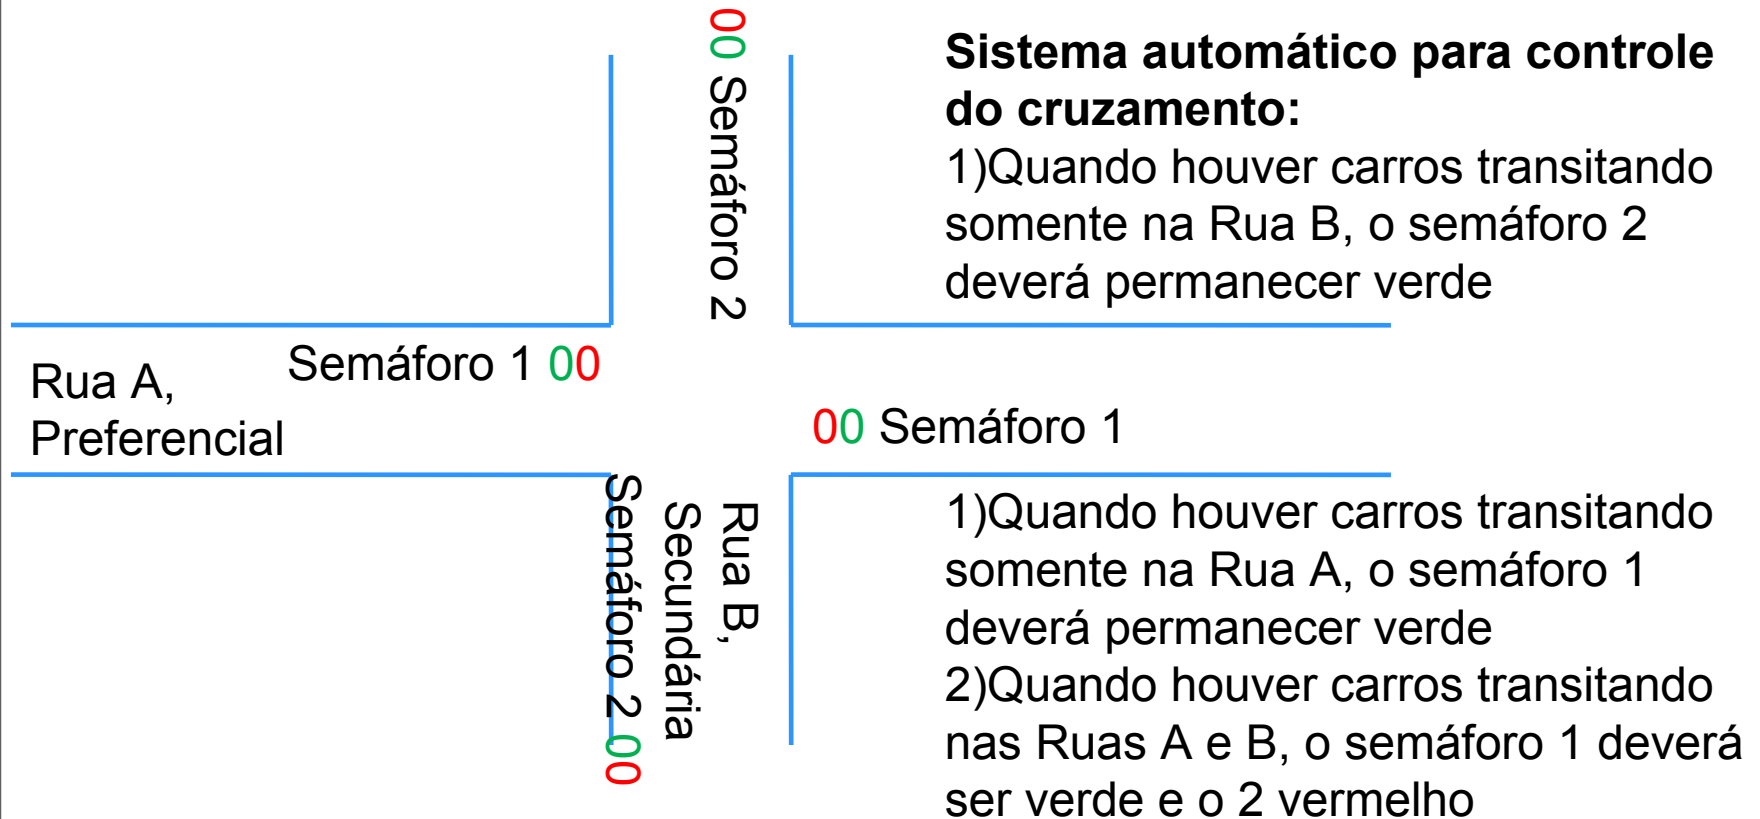 00 Semáforo 2
Sistema automático para controle
do cruzamento:
1)Quando houver carros transitando
somente na Rua B, o semáforo 2
deverá permanecer verde
Semáforo 1 00
Rua A,
Preferencial
00 Semáforo 1
Rua B,
Secundária
Semáforo 2 00
1)Quando houver carros transitando
somente na Rua A, o semáforo 1
deverá permanecer verde
2)Quando houver carros transitando
nas Ruas A e B, o semáforo 1 deverá
ser verde e o 2 vermelho